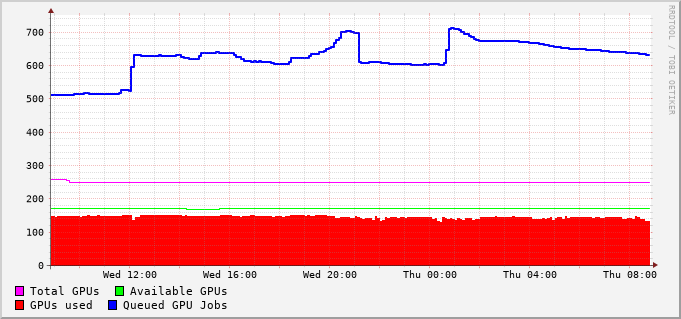 700
600
500
400
300
200
100
0
Wed 12:00 Wed 16:00 Wed 20:00 Thu 00:00 Thu 04:00 Thu 08:00
Total GPUs Available GPUs
GPUs used Queued GPU Jobs
RRDTOOL / TOBI OETIKER